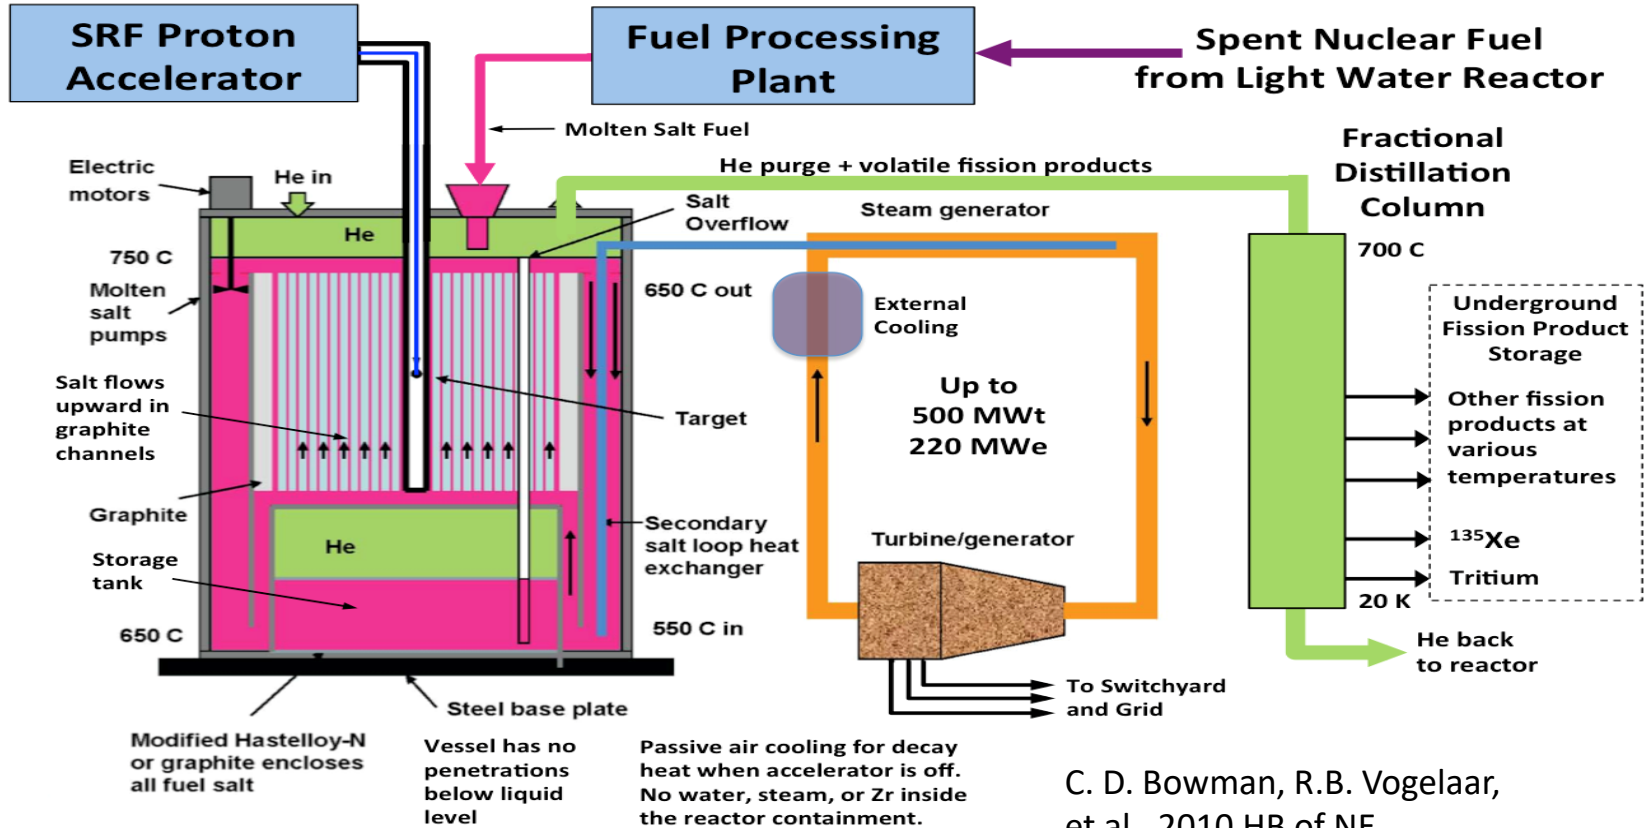 SRF Proton
Accelerator
Fuel Processing
Plant
Spent Nuclear Fuel
from Light Water Reactor
Molten Salt Fuel
Electric
motors
He in
He purge + volatile fission products
Fractional
Distillation
Column
Salt
Overflow
Steam generator
He
750 C
700 C
Molten
salt
pumps
650 C out
External
Cooling
Underground
Fission Product
Storage
Salt flows
upward in
graphite
channels
Target
Up to
500 MWt
220 MWe
Other fission
products at
various
temperatures
Graphite
Secondary
salt loop heat
exchanger
Turbine/generator
135Xe
He
Storage
tank
Tritium
20 K
650 C
550 C in
He back
to reactor
Steel base plate
To Switchyard
and Grid
Modified Hastelloy-N
or graphite encloses
all fuel salt
Vessel has no
penetrations
below liquid
level
Passive air cooling for decay
heat when accelerator is off.
No water, steam, or Zr inside
the reactor containment.
C. D. Bowman, R.B. Vogelaar,
et al., 2010 HB of NE